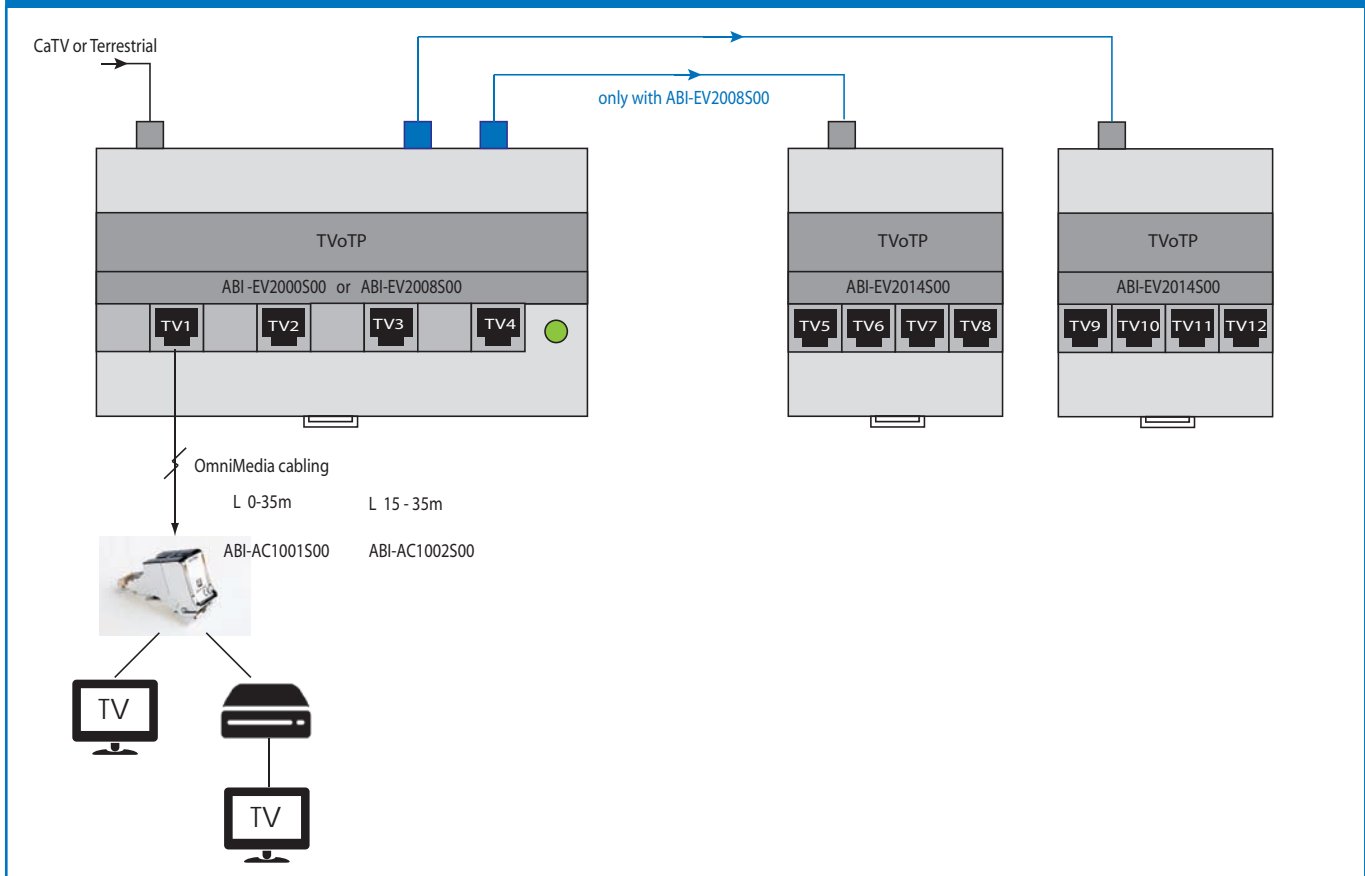 CaTV or Terrestrial
only with ABI-EV2008S00
TVoTP
ABI -EV2000S00 or ABI-EV2008S00
TV1 TV2 TV3 TV4
TVoTP
ABI-EV2014S00
TV5 TV6 TV7 TV8
TVoTP
ABI-EV2014S00
TV9 TV10 TV11 TV12
OmniMedia cabling
L 0-35m L 15 - 35m
ABI-AC1001S00 ABI-AC1002S00
TV
TV